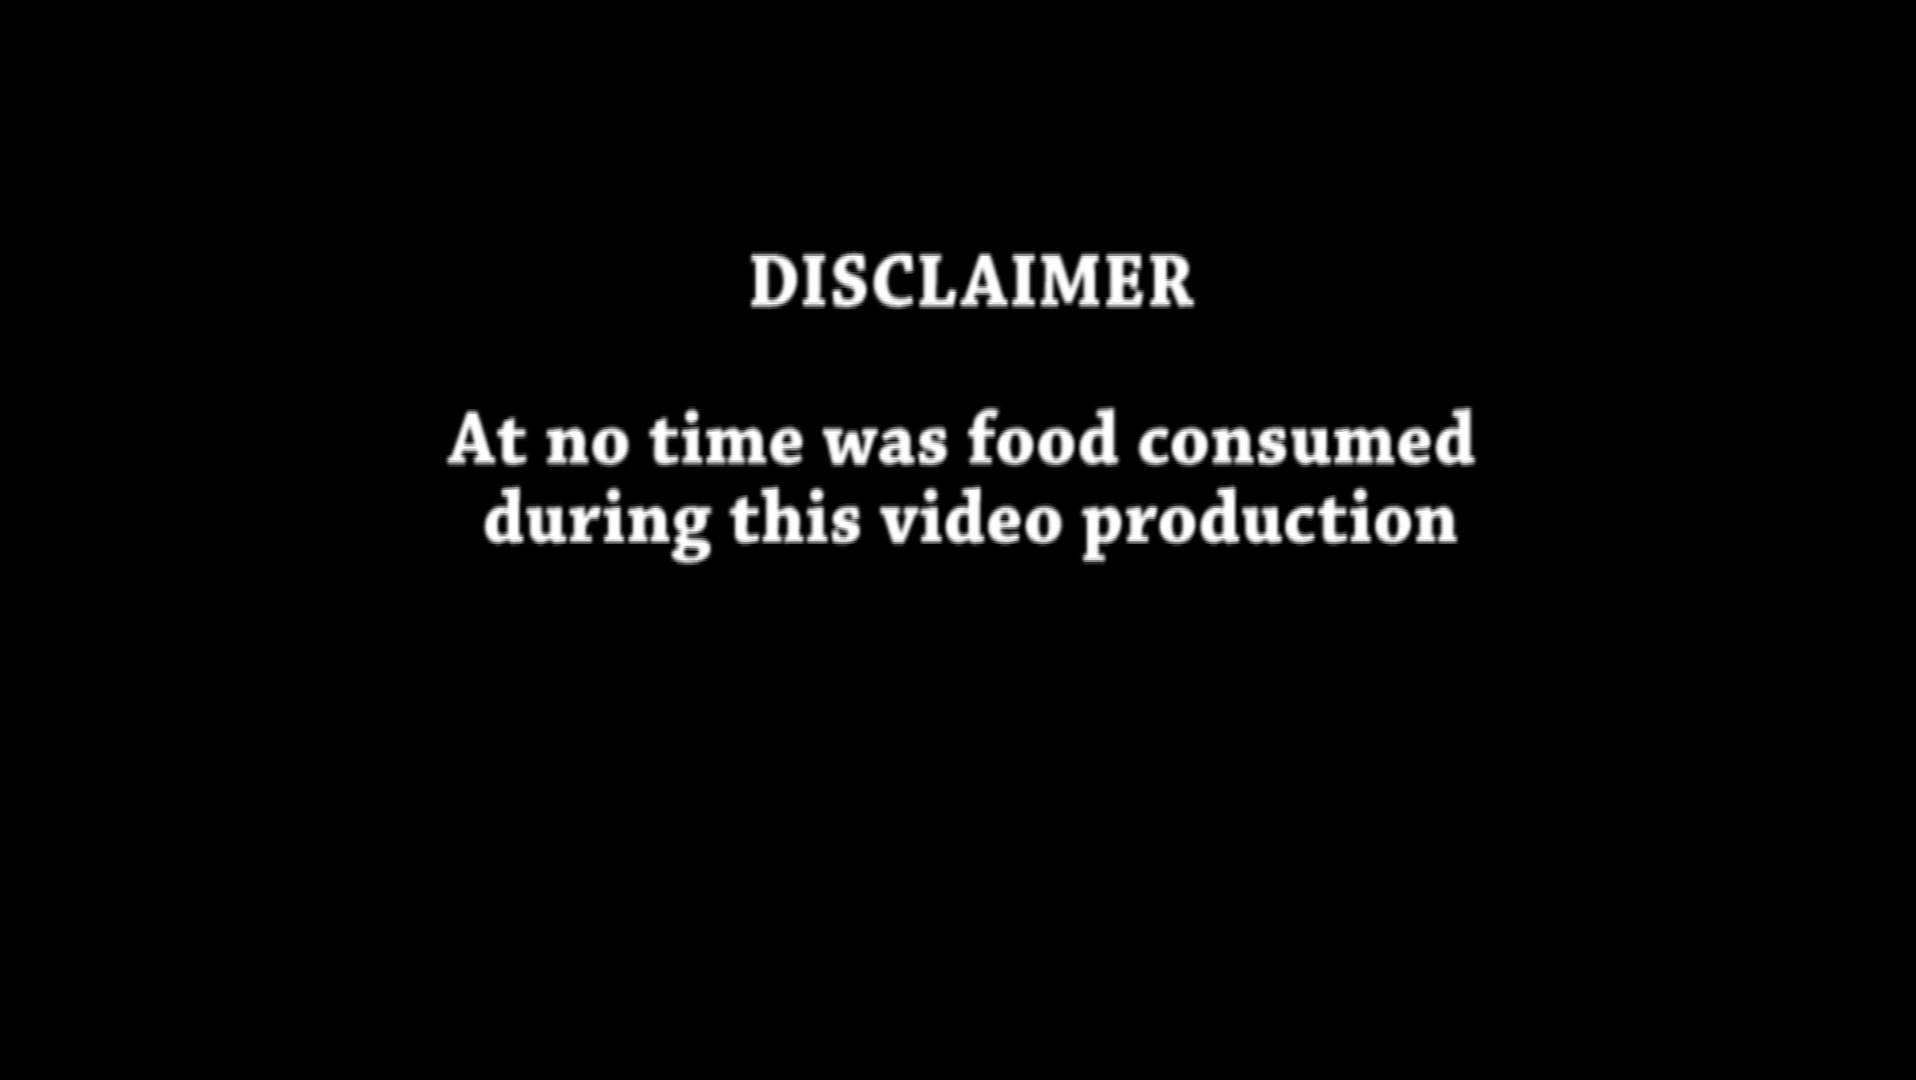 DISCLAIMER
At no time was food consumed
during this video production